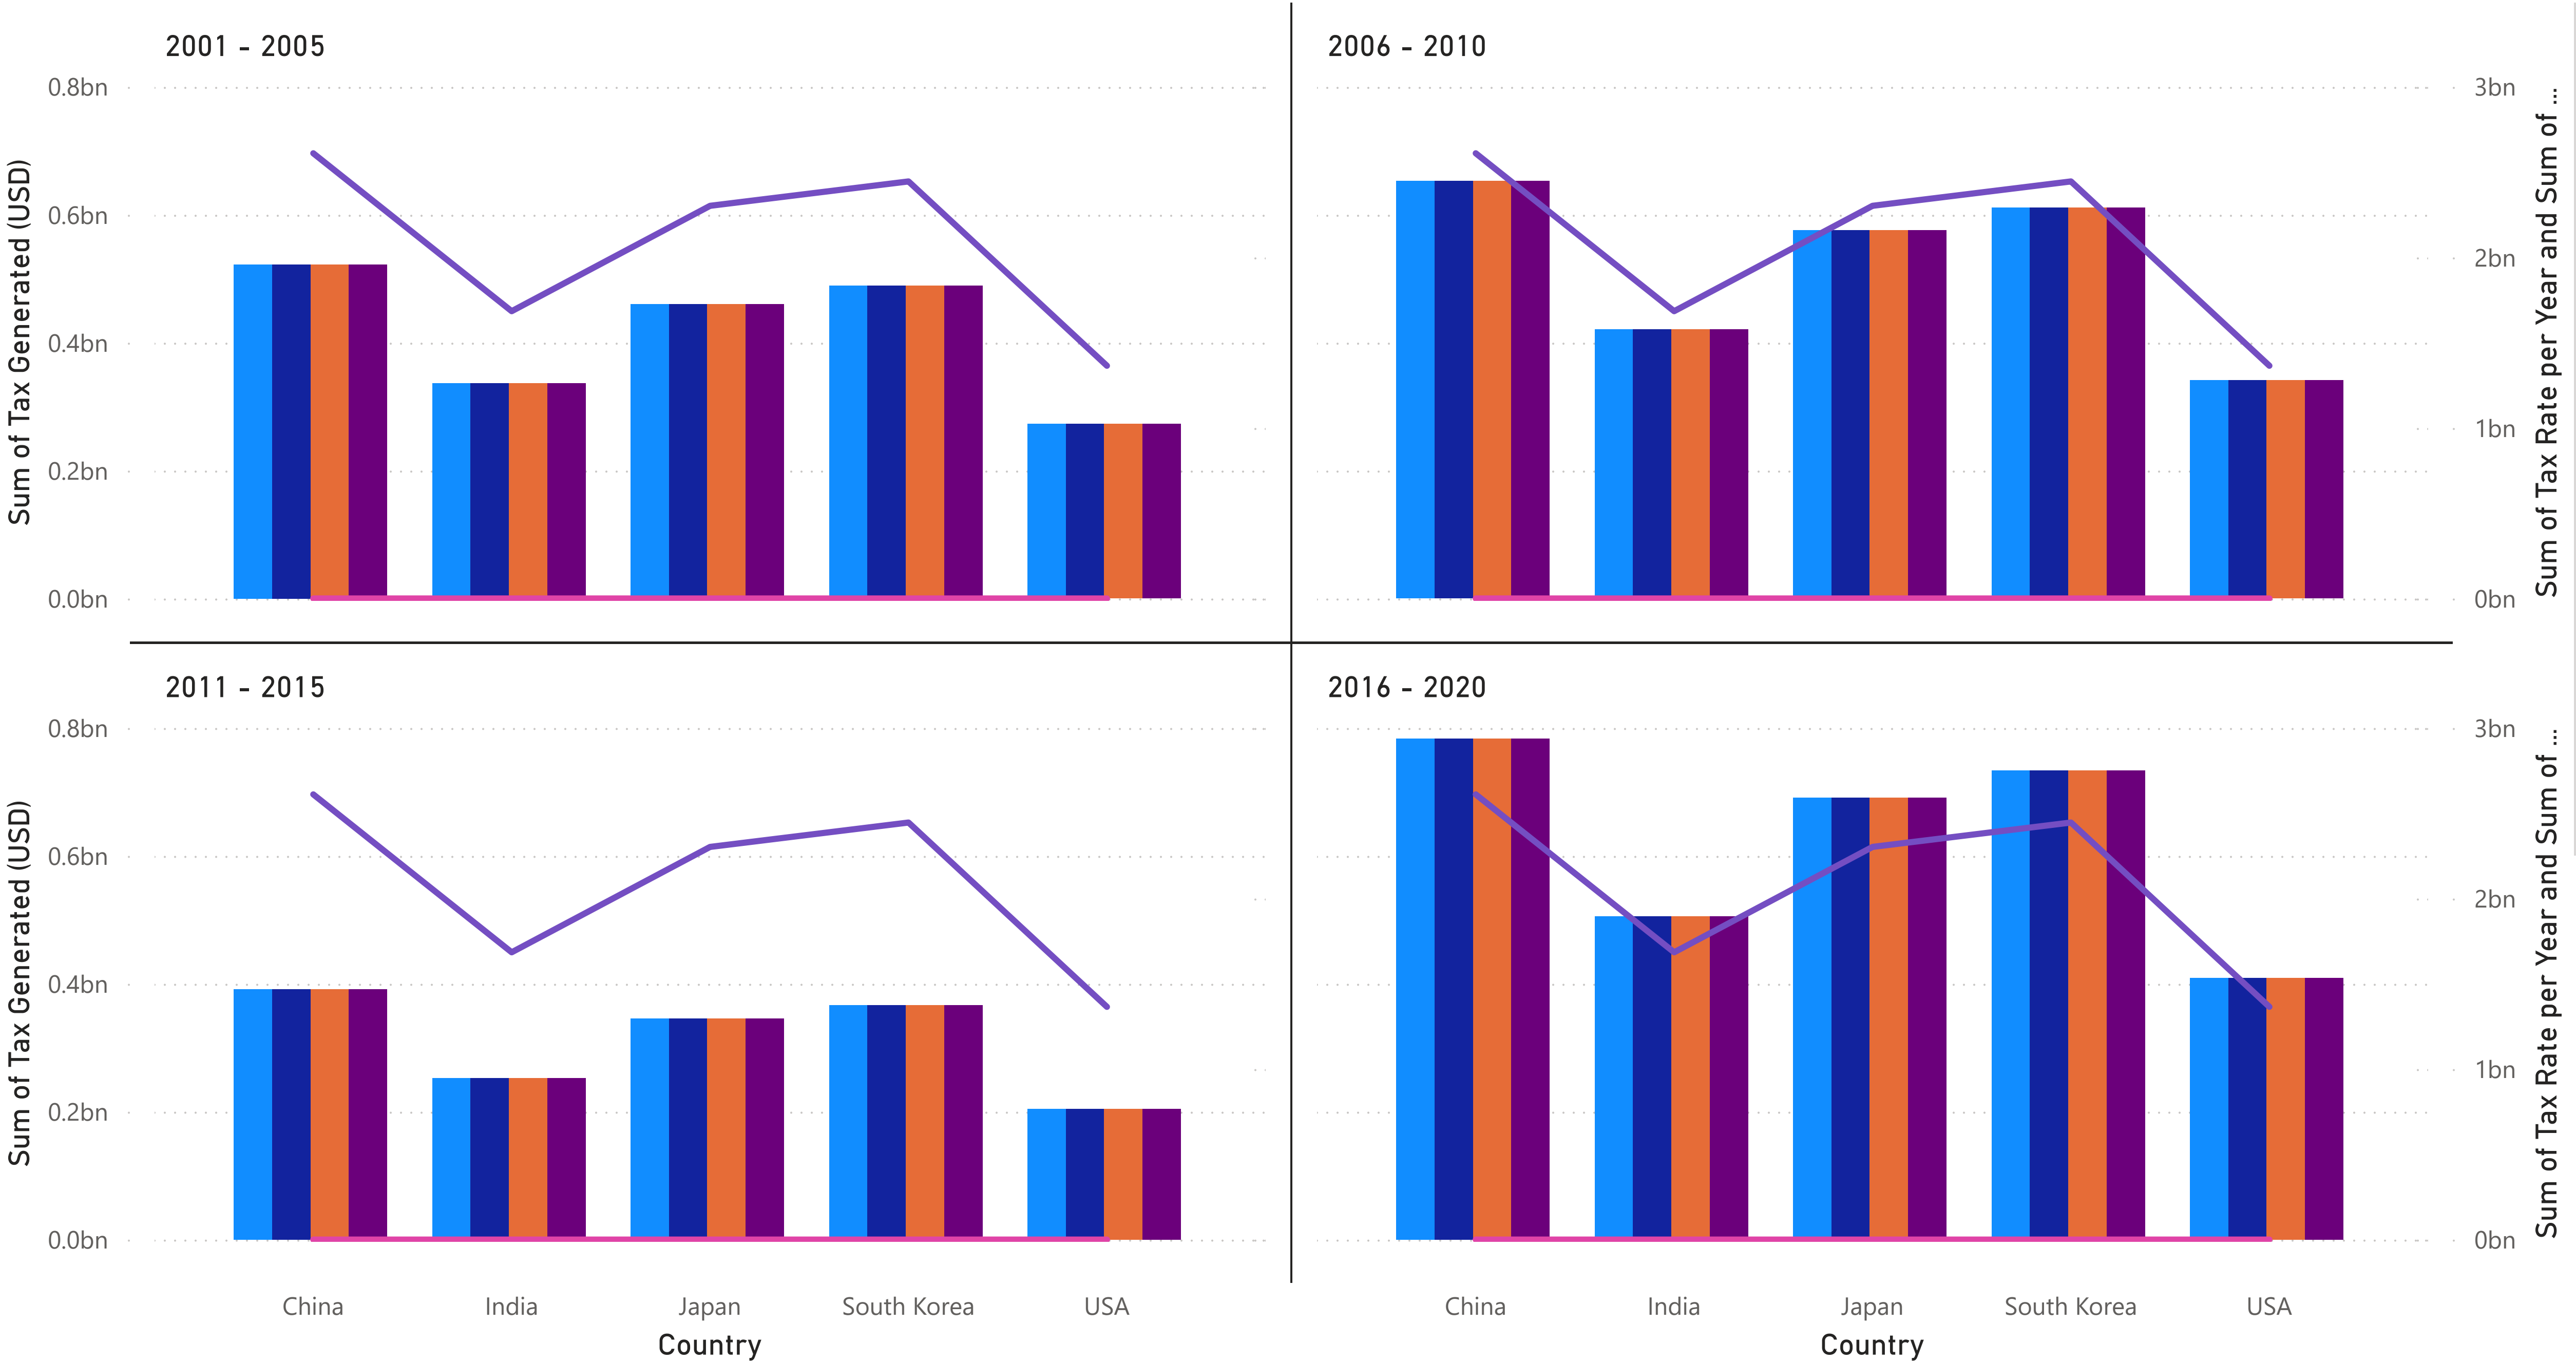 2001 - 2005
2006 - 2010
Sum of Tax Generated (USD)
0.8bn
0.6bn
0.4bn
0.2bn
0.0bn
3bn
2bn
1bn
0bn
Sum of Tax Rate per Year and Sum of ...
2011 - 2015
2016 - 2020
Sum of Tax Generated (USD)
0.8bn
0.6bn
0.4bn
0.2bn
0.0bn
3bn
2bn
1bn
0bn
Sum of Tax Rate per Year and Sum of ...
China India Japan South Korea USA
China India Japan South Korea USA
Country
Country